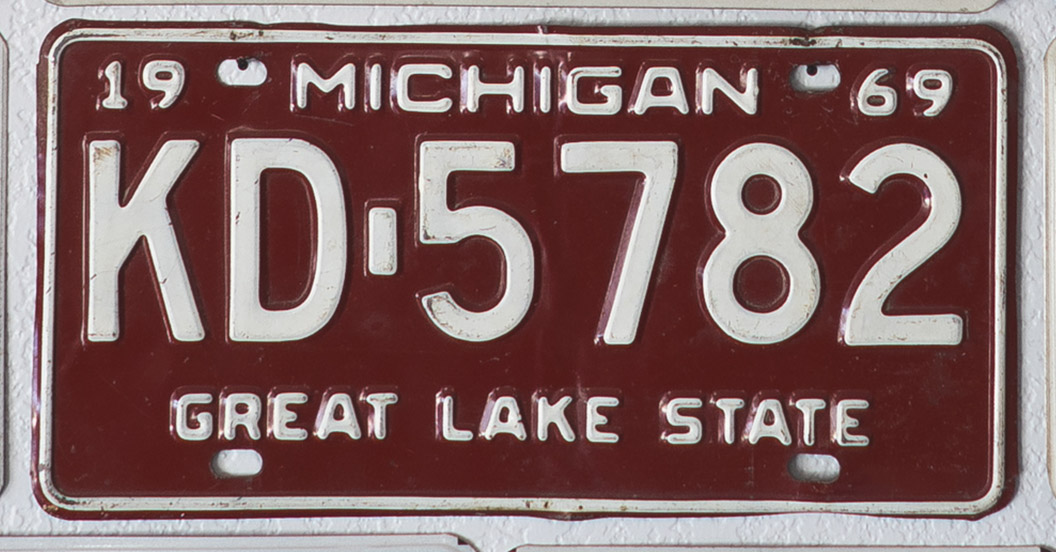 19 MICHIGAN 69
KD-5782
GREAT LAKE STATE